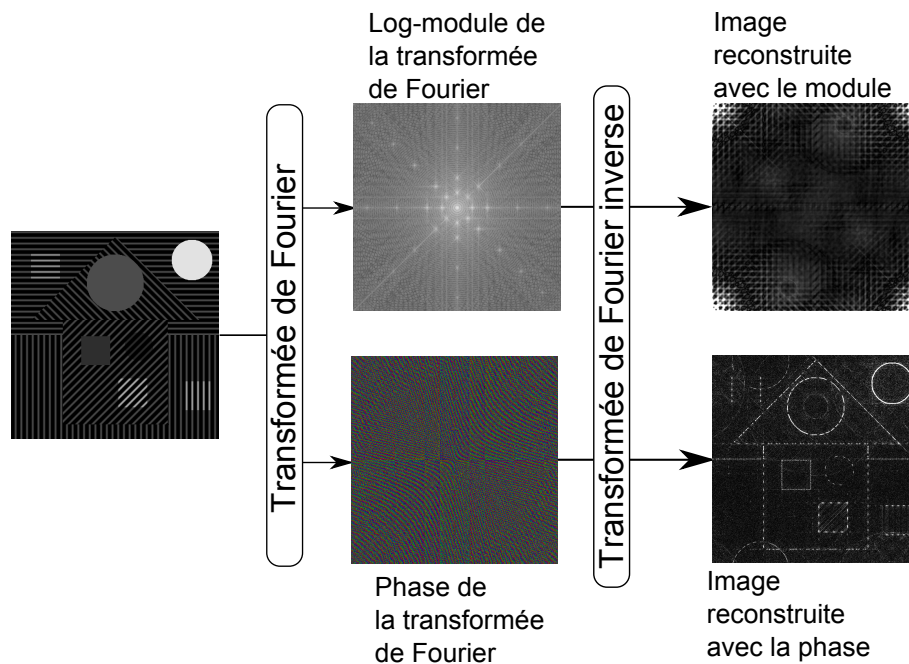 Log-module de
la transformée
de Fourier
Image
reconstruite
avec le module
Transformée de Fourier
Transformée de Fourier inverse
Phase de
la transformée
de Fourier
Image
reconstruite
avec la phase